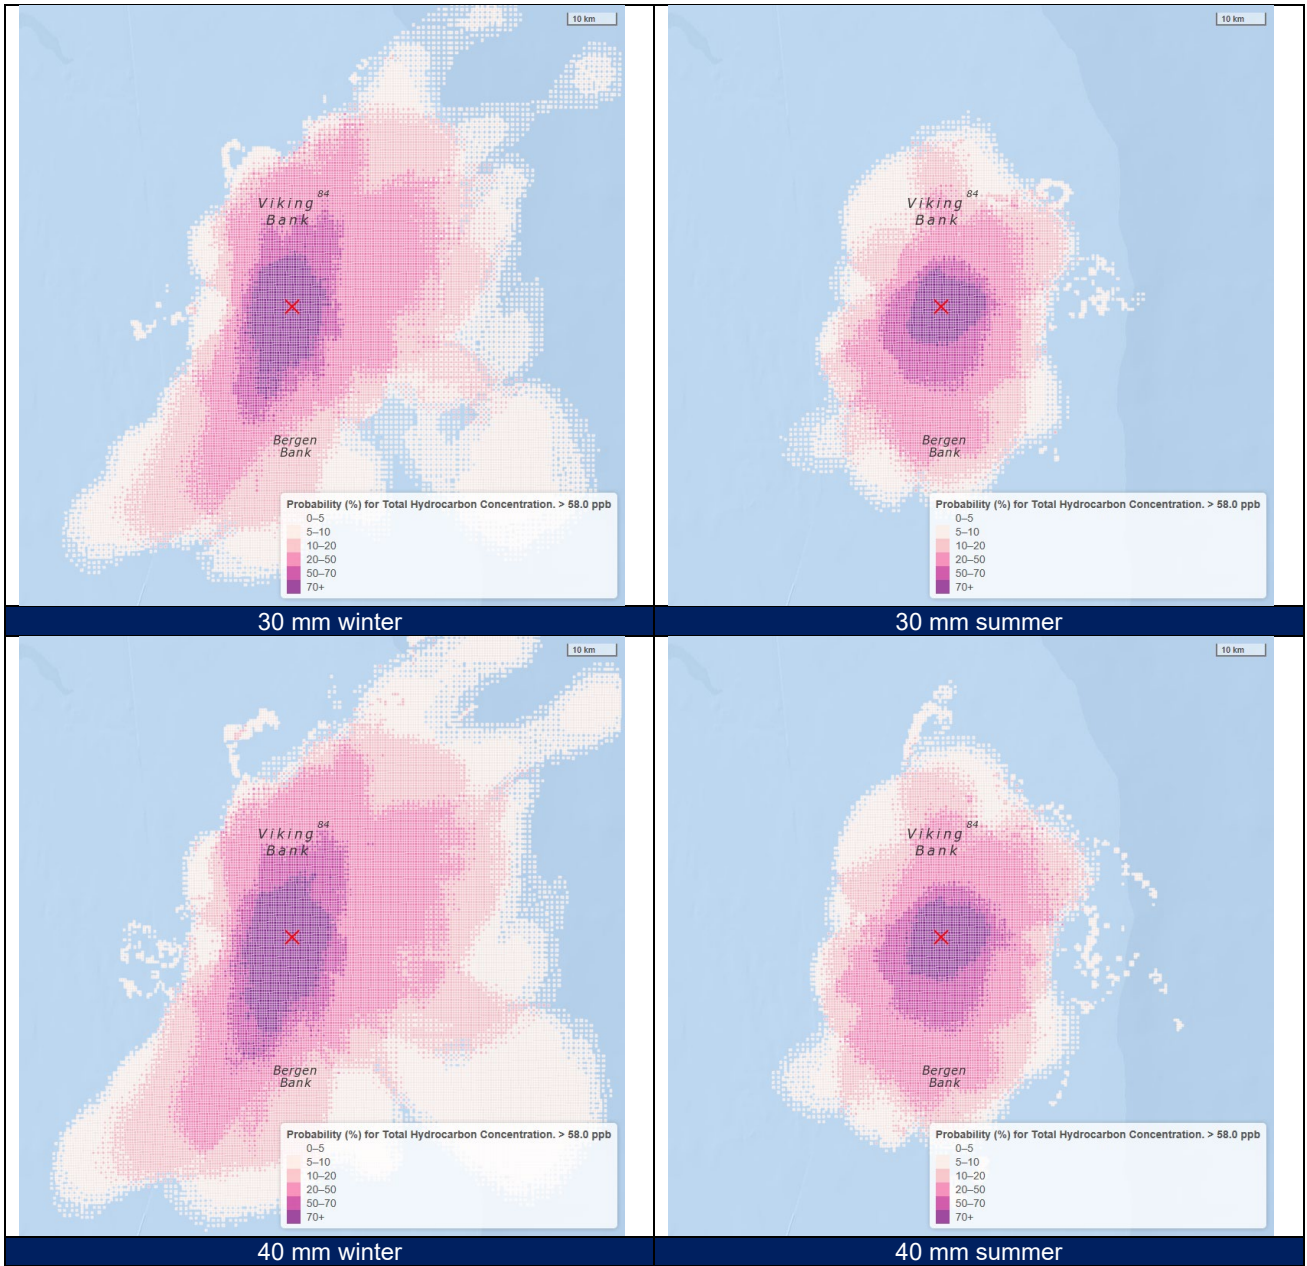 10 km
84
Viking
Bank
Bergen
Bank
Probability (%) for Total Hydrocarbon Concentration. > 58.0 ppb
0–5
5–10
10–20
20–50
50–70
70+
10 km
84
Viking
Bank
Bergen
Bank
Probability (%) for Total Hydrocarbon Concentration. > 58.0 ppb
0–5
5–10
10–20
20–50
50–70
70+
30 mm winter
30 mm summer
10 km
84
Viking
Bank
Bergen
Bank
Probability (%) for Total Hydrocarbon Concentration. > 58.0 ppb
0–5
5–10
10–20
20–50
50–70
70+
10 km
84
Viking
Bank
Bergen
Bank
Probability (%) for Total Hydrocarbon Concentration. > 58.0 ppb
0–5
5–10
10–20
20–50
50–70
70+
40 mm winter
40 mm summer